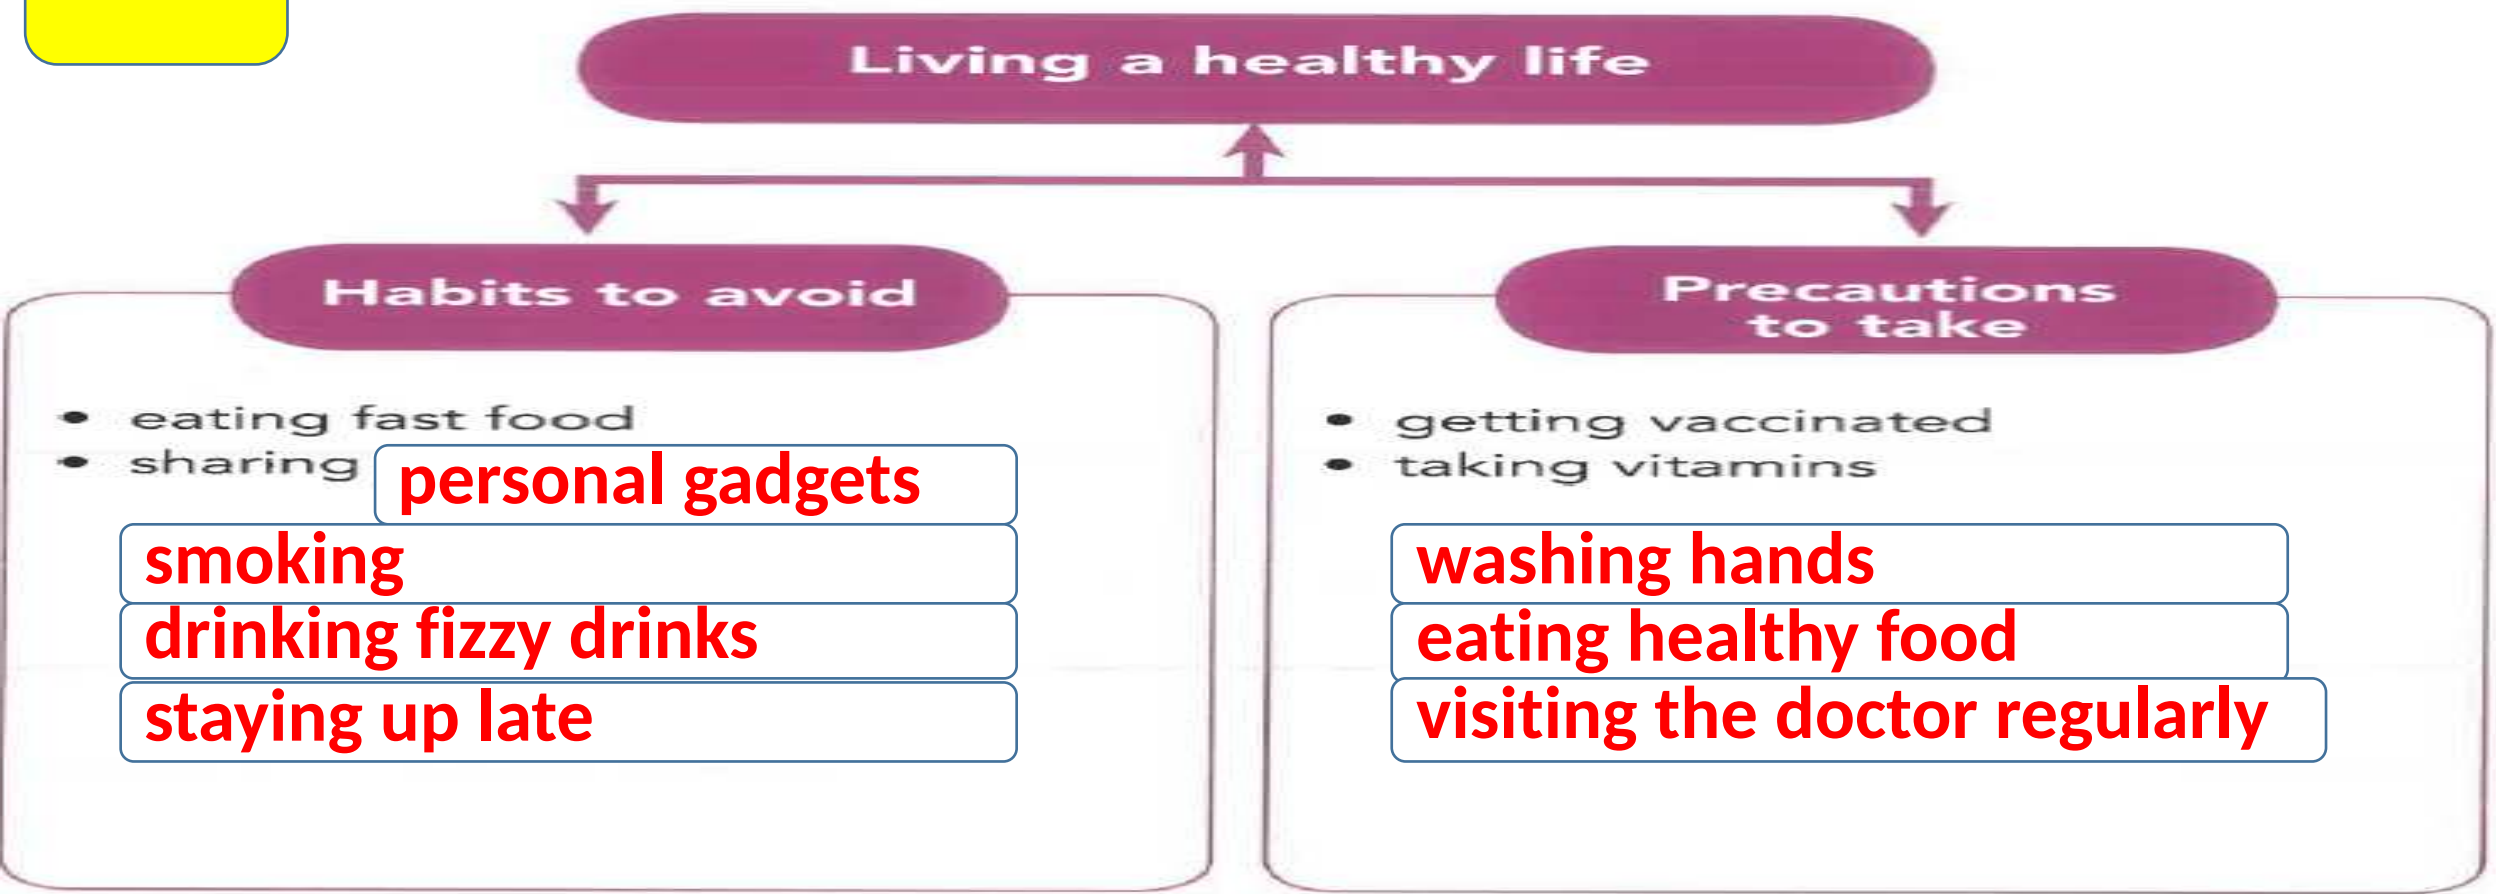 Living a healthy life
Habits to avoid
• eating fast food
• sharing personal gadgets
smoking
drinking fizzy drinks
staying up late
Precautions
to take
• getting vaccinated
• taking vitamins
washing hands
eating healthy food
visiting the doctor regularly